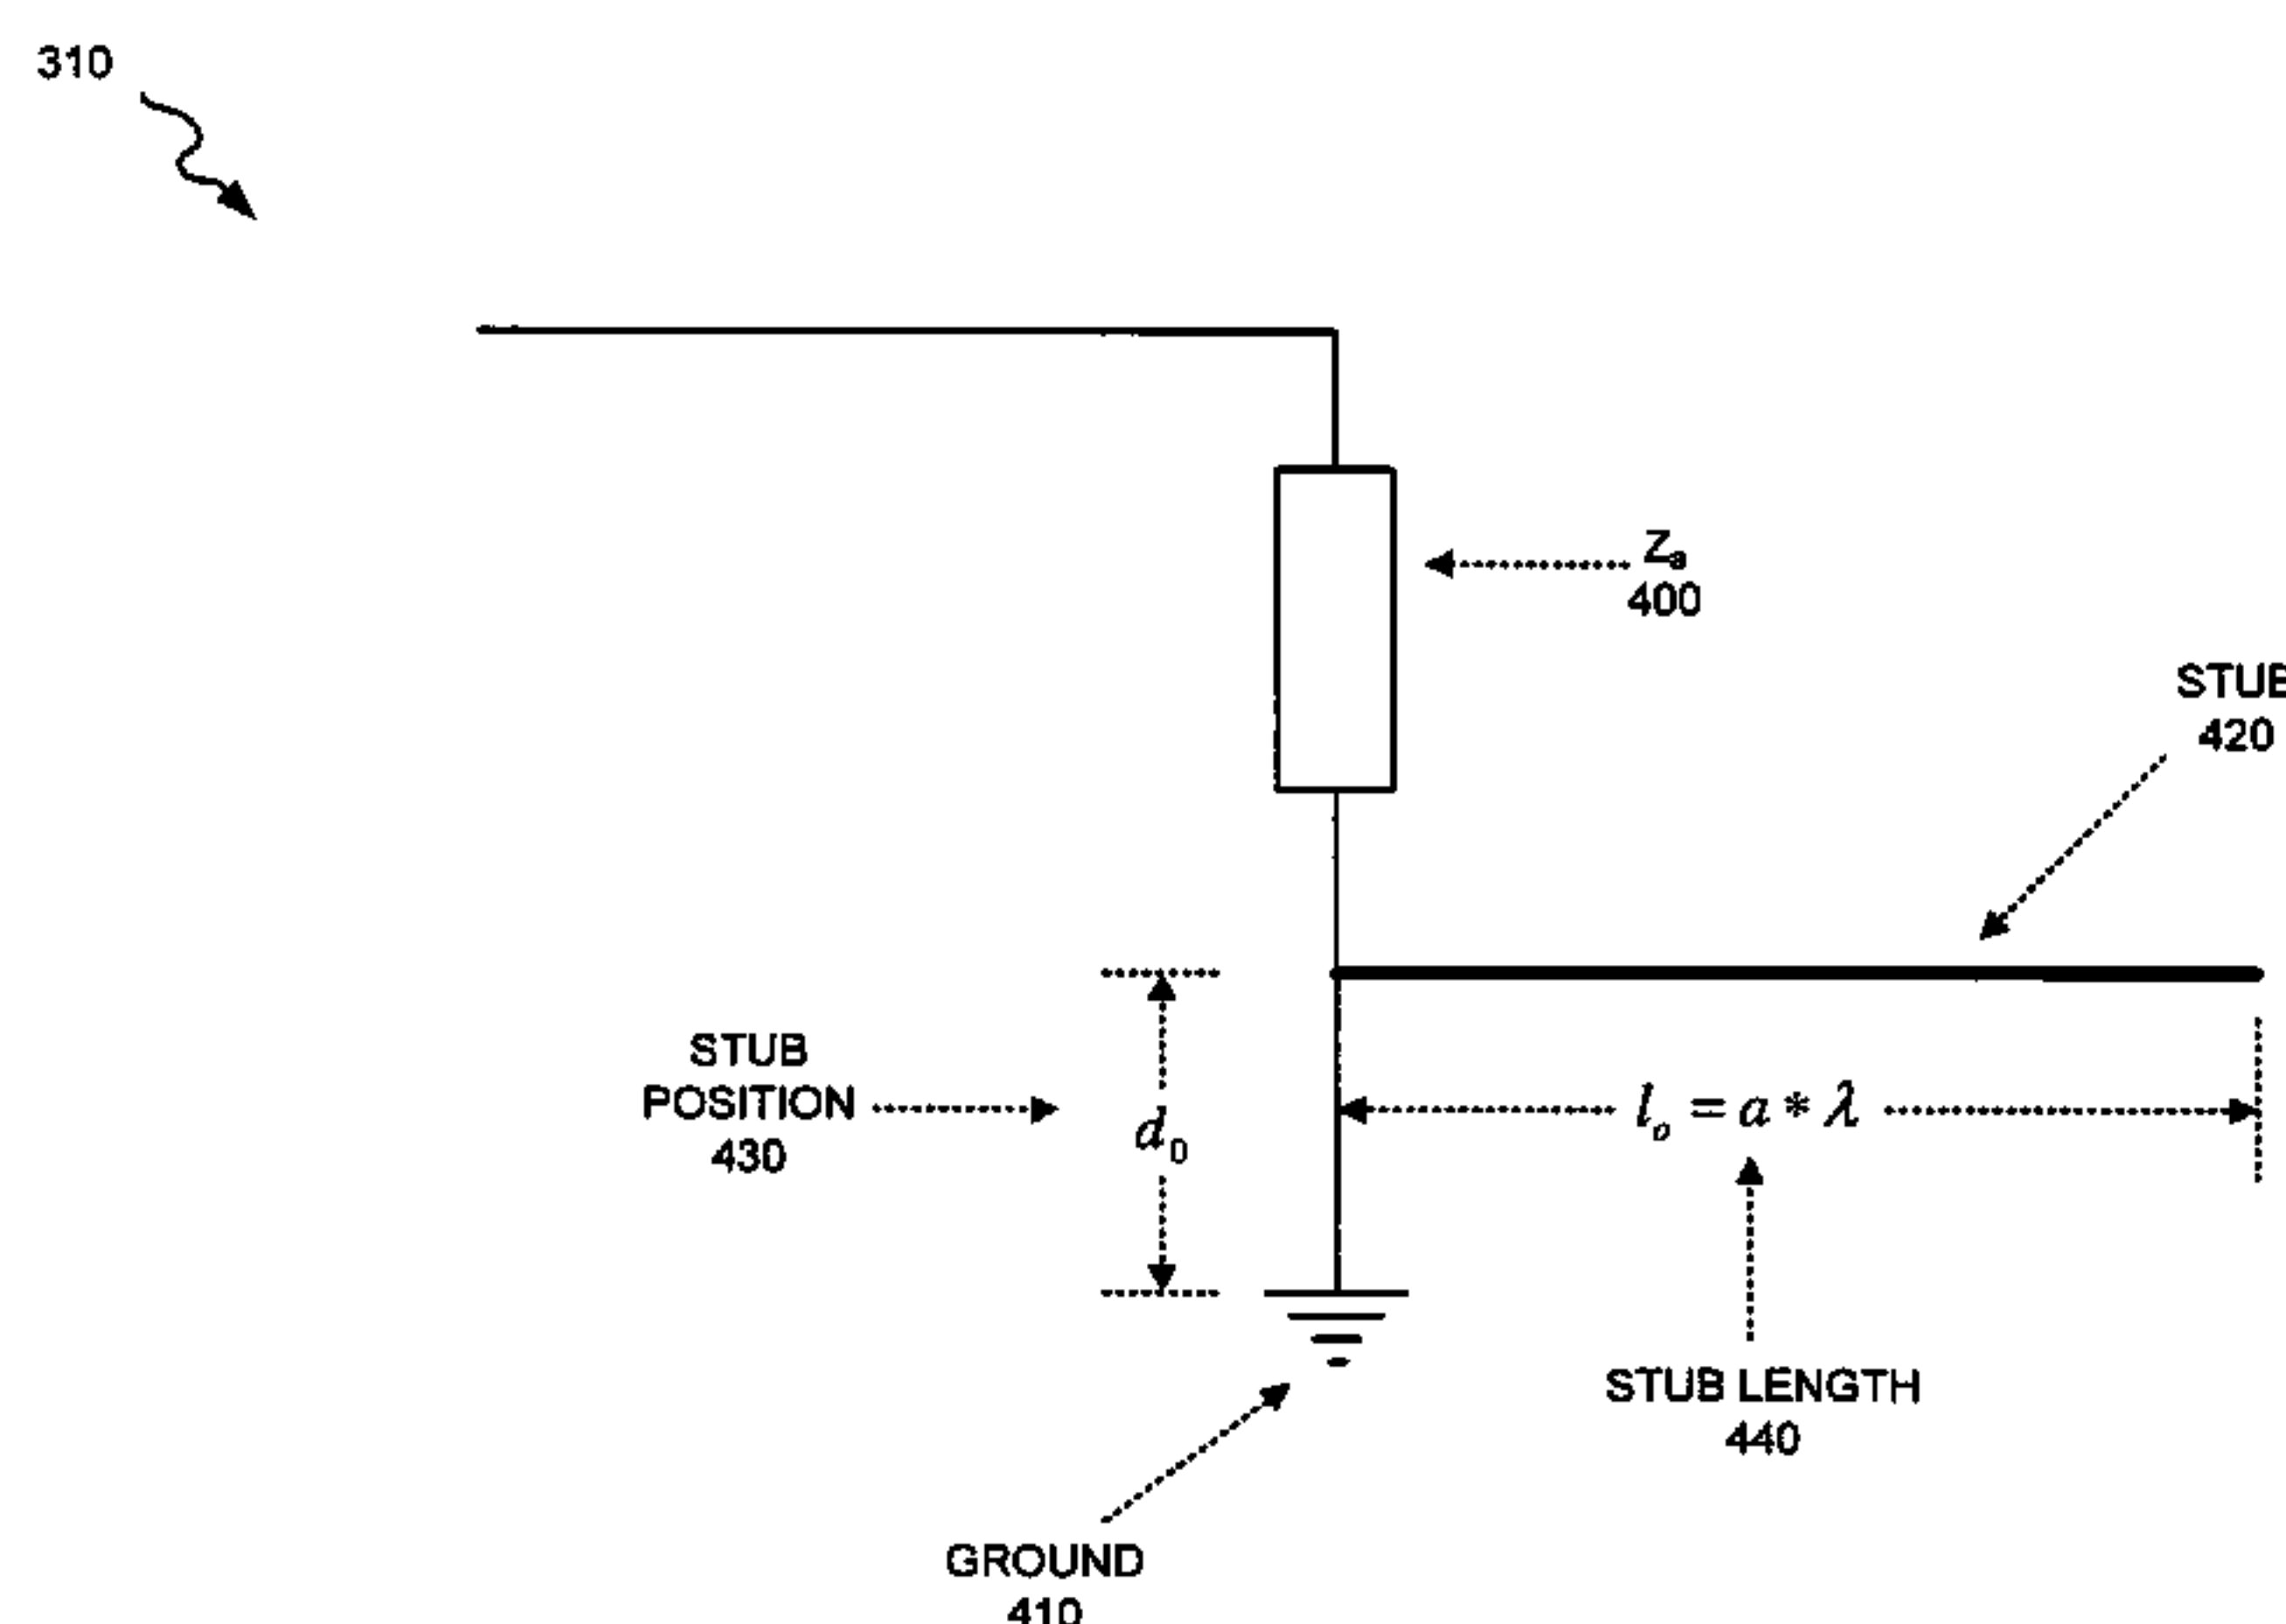 310
Za
400
STUB
420
STUB
POSITION
430
d0
lo = a * λ
STUB LENGTH
440
GROUND
410